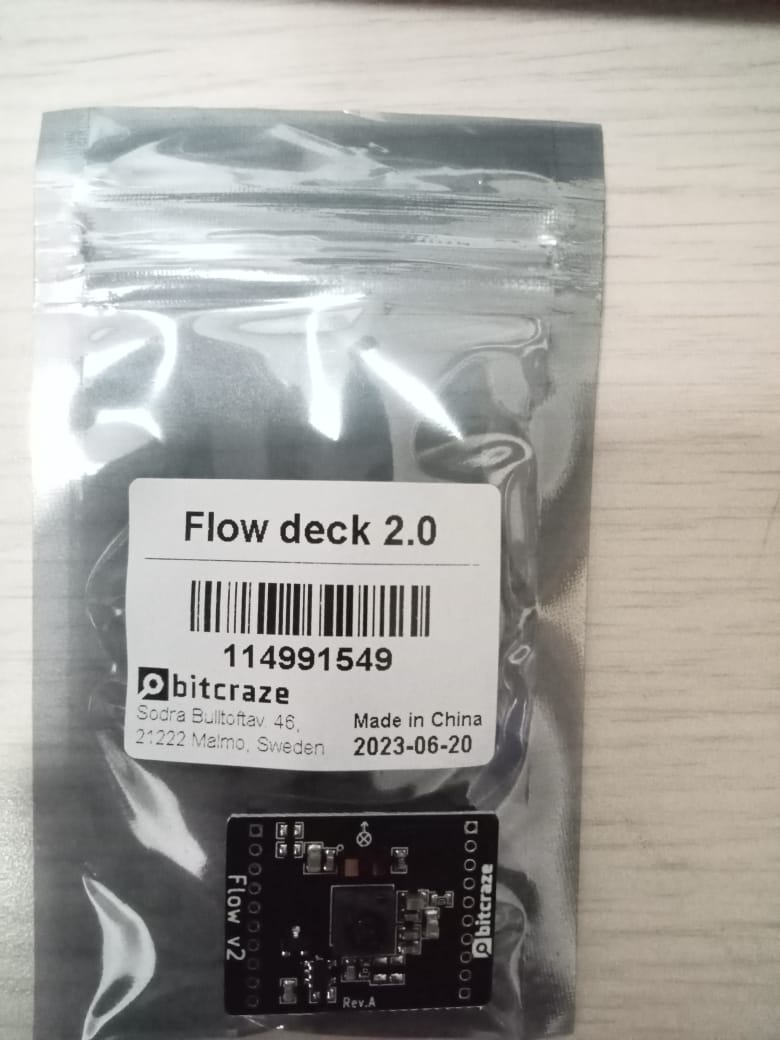 Flow deck 2.0
114991549
bitcraze
Sodra Bulltoftav. 46,
21222 Malmo, Sweden
Made in China
2023-06-20
Flow v2
bitcraze
Rev.A